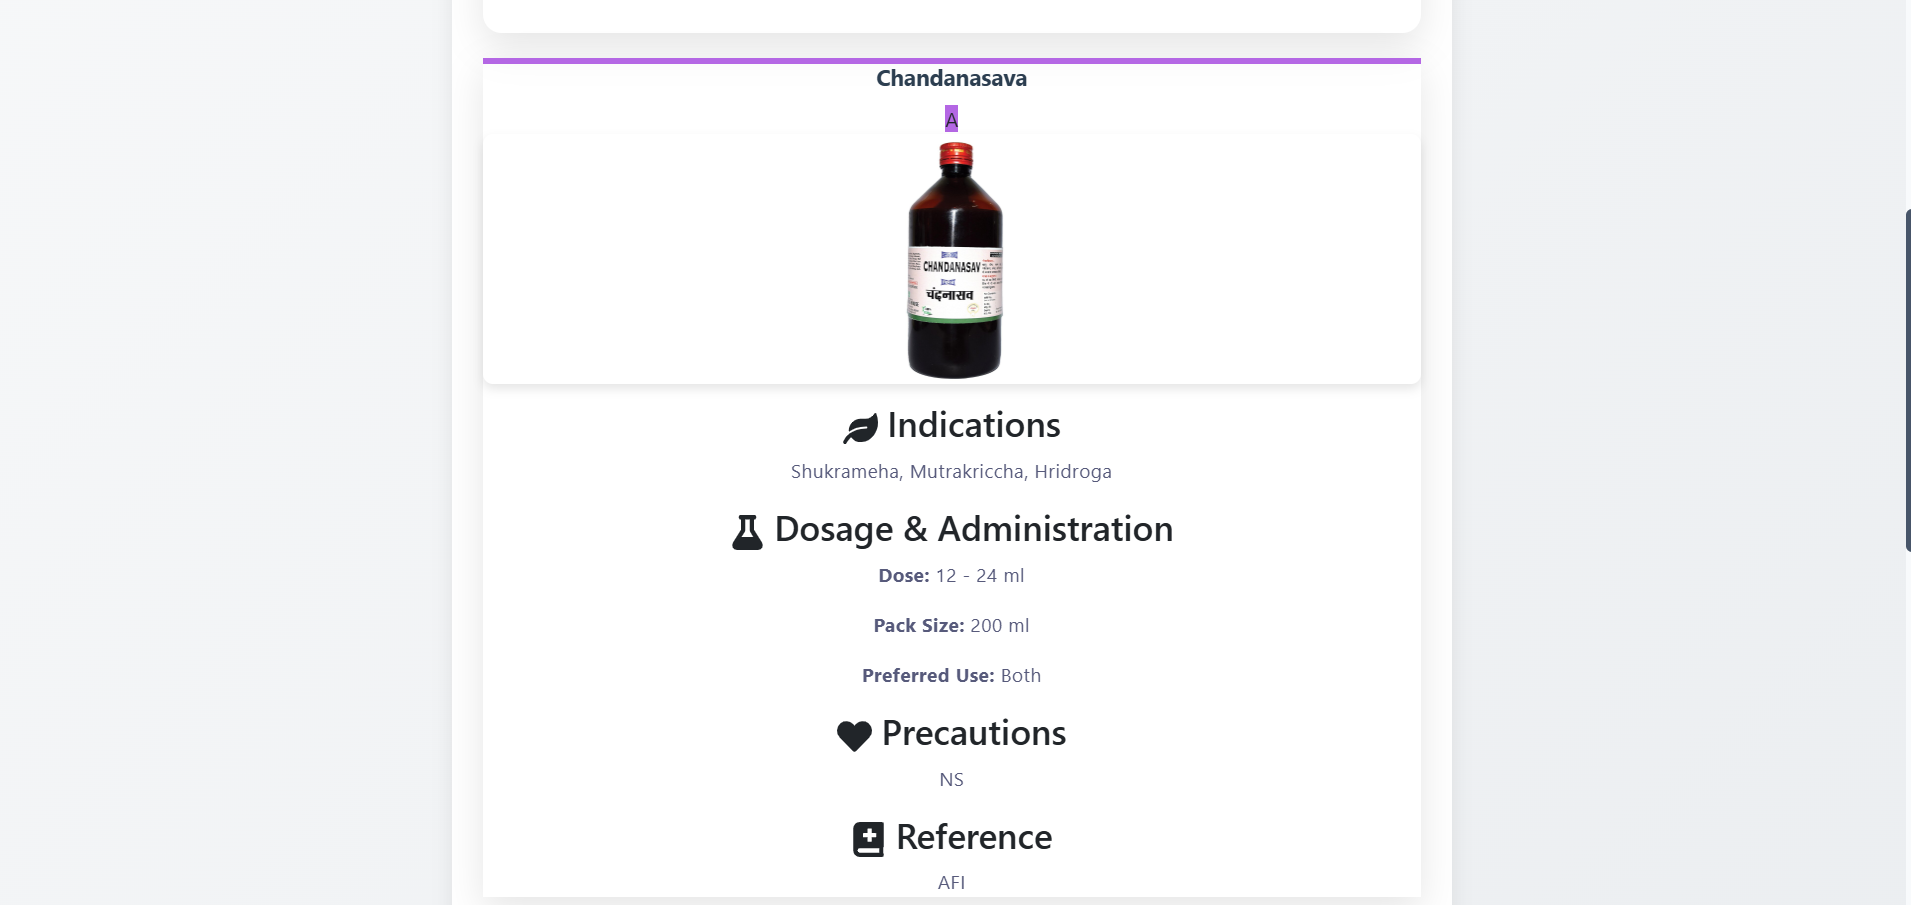 Chandanasava
A
CHANDANASAV
चंदनासव
Indications
Shukrameha, Mutrakriccha, Hridroga
Dosage & Administration
Dose: 12 - 24 ml
Pack Size: 200 ml
Preferred Use: Both
Precautions
NS
Reference
AFI